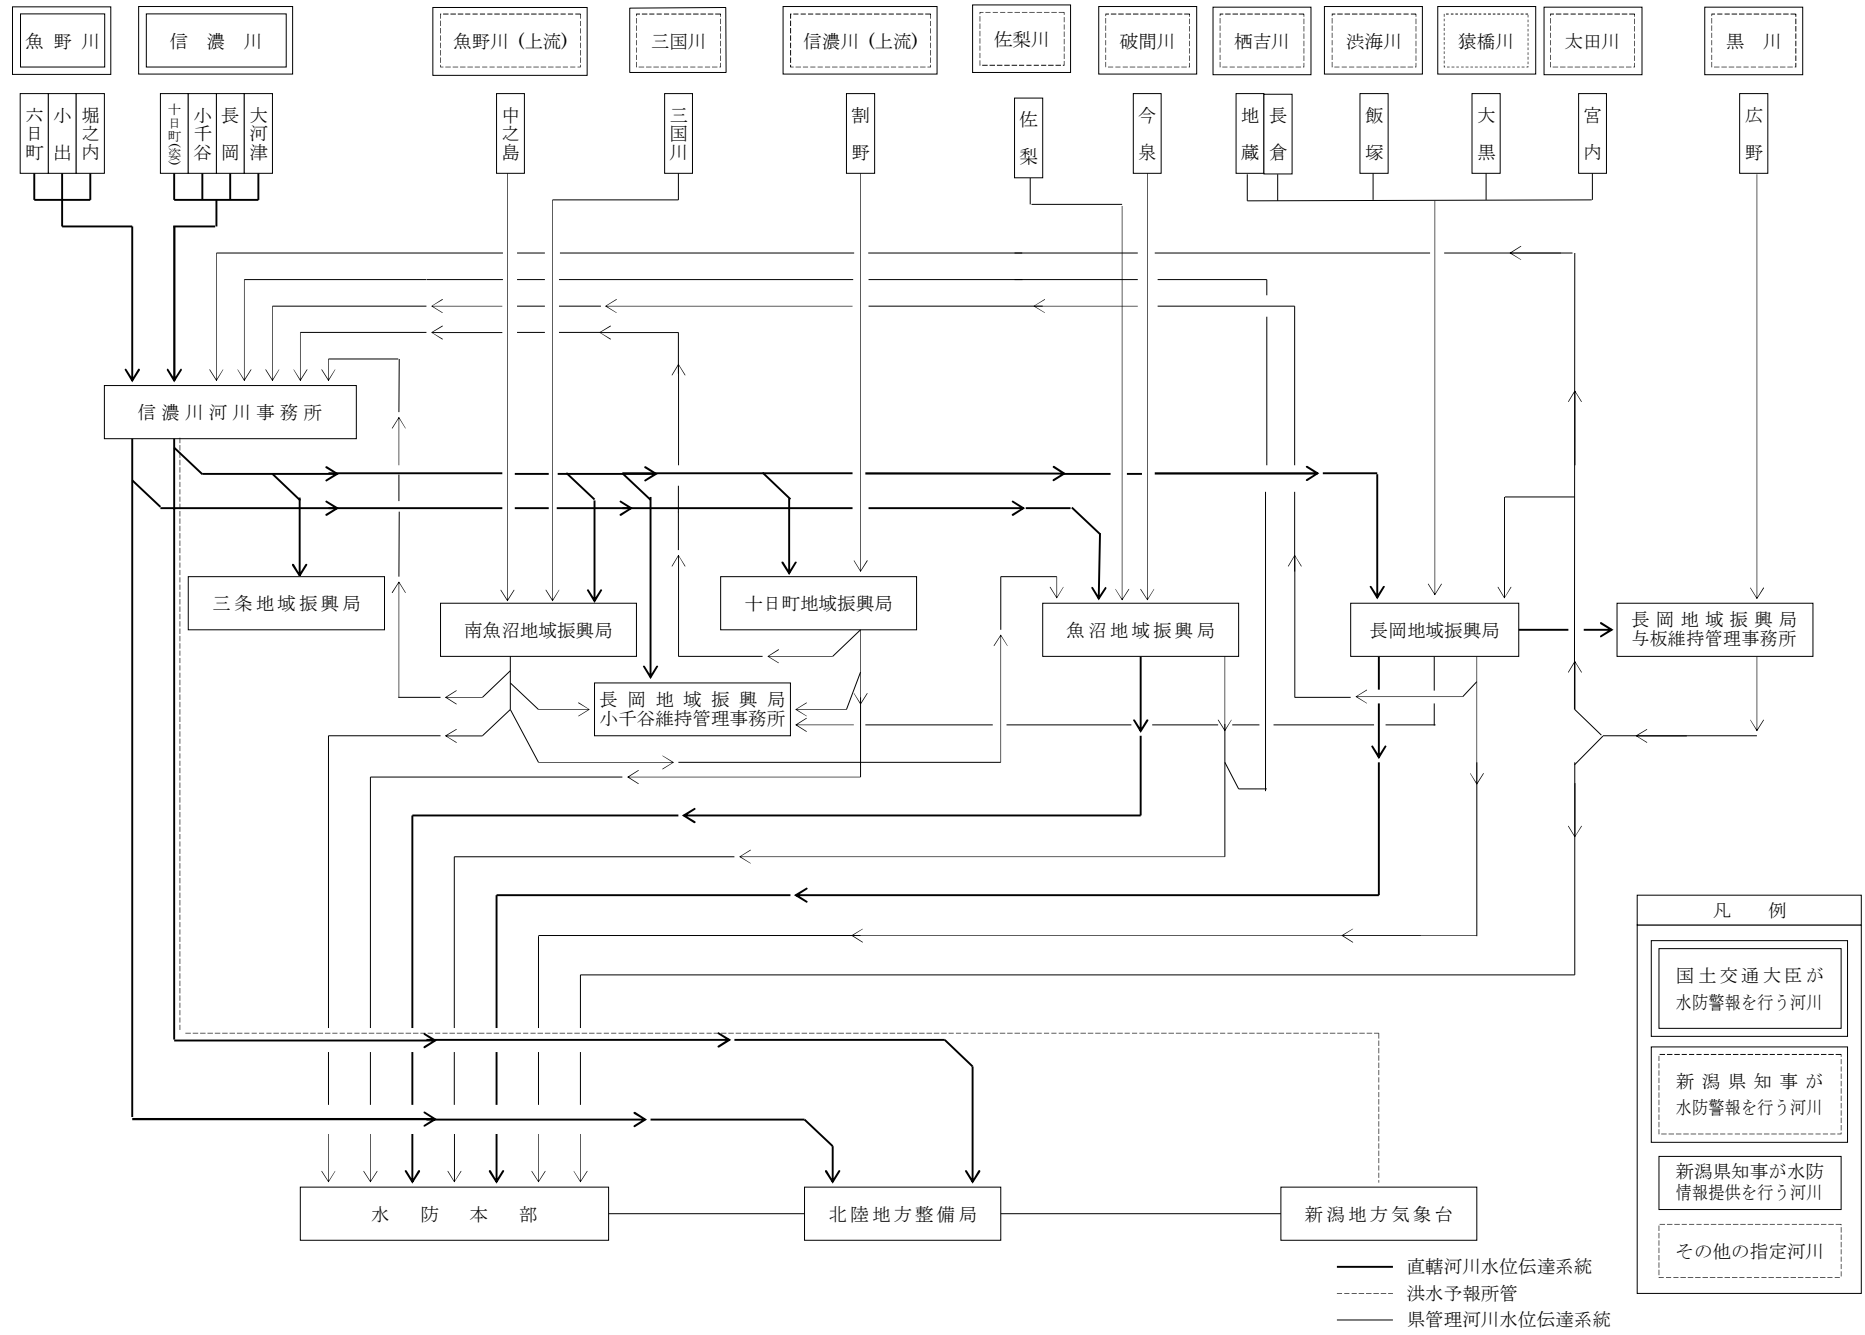 魚野川
信濃川
魚野川 (上流)
三国川
信濃川 (上流)
佐梨川
破間川
栖吉川
渋海川
猿橋川
太田川
黒川
六日町
小出
堀之内
十日町(姿)
小千谷
長岡
大河津
中之島
三国川
割野
佐梨
今泉
地蔵
長倉
飯塚
大黒
宮内
広野
信濃川河川事務所
三条地域振興局
南魚沼地域振興局
十日町地域振興局
魚沼地域振興局
長岡地域振興局
長岡地域振興局
与板維持管理事務所
長岡地域振興局
小千谷維持管理事務所
水防本部
北陸地方整備局
新潟地方気象台
凡例
国土交通大臣が
水防警報を行う河川
新潟県知事が
水防警報を行う河川
新潟県知事が水防
情報提供を行う河川
その他の指定河川
直轄河川水位伝達系統
洪水予報所管
県管理河川水位伝達系統